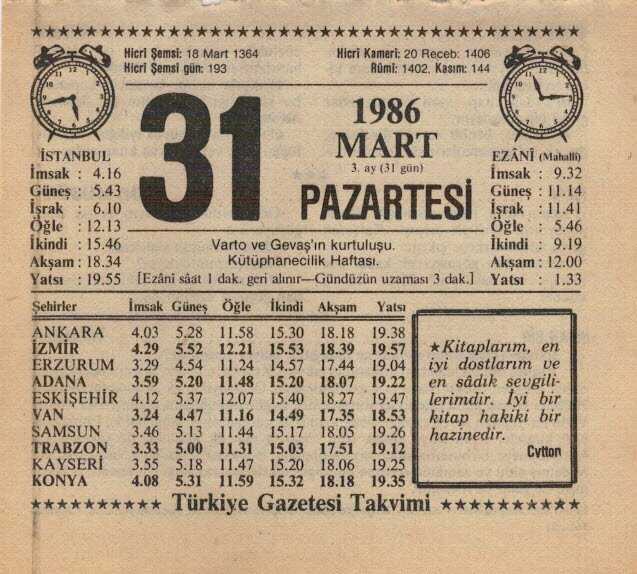 Hicrî Şemsî: 18 Mart 1364
Hicrî Şemsî gün: 193
Hicrî Kamerî: 20 Receb: 1406
Rûmî: 1402, Kasım: 144
31
1986
MART
3. ay (31 gün)
PAZARTESİ
İSTANBUL
İmsak : 4.16
Güneş : 5.43
İşrak : 6.10
Öğle : 12.13
İkindi : 15.46
Akşam : 18.34
Yatsı : 19.55
EZÂNÎ (Mahallî)
İmsak : 9.32
Güneş : 11.14
İşrak : 11.41
Öğle : 5.46
İkindi : 9.19
Akşam : 12.00
Yatsı : 1.33
Varto ve Gevaş'ın kurtuluşu.
Kütüphanecilik Haftası.
[Ezânî sâat 1 dak. geri alınır—Gündüzün uzaması 3 dak.]
Şehirler İmsak Güneş Öğle İkindi Akşam Yatsı
ANKARA 4.03 5.28 11.58 15.30 18.18 19.38
İZMİR 4.29 5.52 12.21 15.53 18.39 19.57
ERZURUM 3.29 4.54 11.24 14.57 17.44 19.04
ADANA 3.59 5.20 11.48 15.20 18.07 19.22
ESKİŞEHİR 4.12 5.37 12.07 15.40 18.27 19.47
VAN 3.24 4.47 11.16 14.49 17.35 18.53
SAMSUN 3.46 5.13 11.44 15.17 18.05 19.26
TRABZON 3.33 5.00 11.31 15.03 17.51 19.12
KAYSERİ 3.55 5.18 11.47 15.20 18.06 19.25
KONYA 4.08 5.31 11.59 15.32 18.18 19.35
★Kitaplarım, en
iyi dostlarım ve
en sâdık sevgili-
lerimdir. İyi bir
kitap hakiki bir
hazinedir.
Cvtton
★★★★★★★★ Türkiye Gazetesi Takvimi ★★★★★★★★